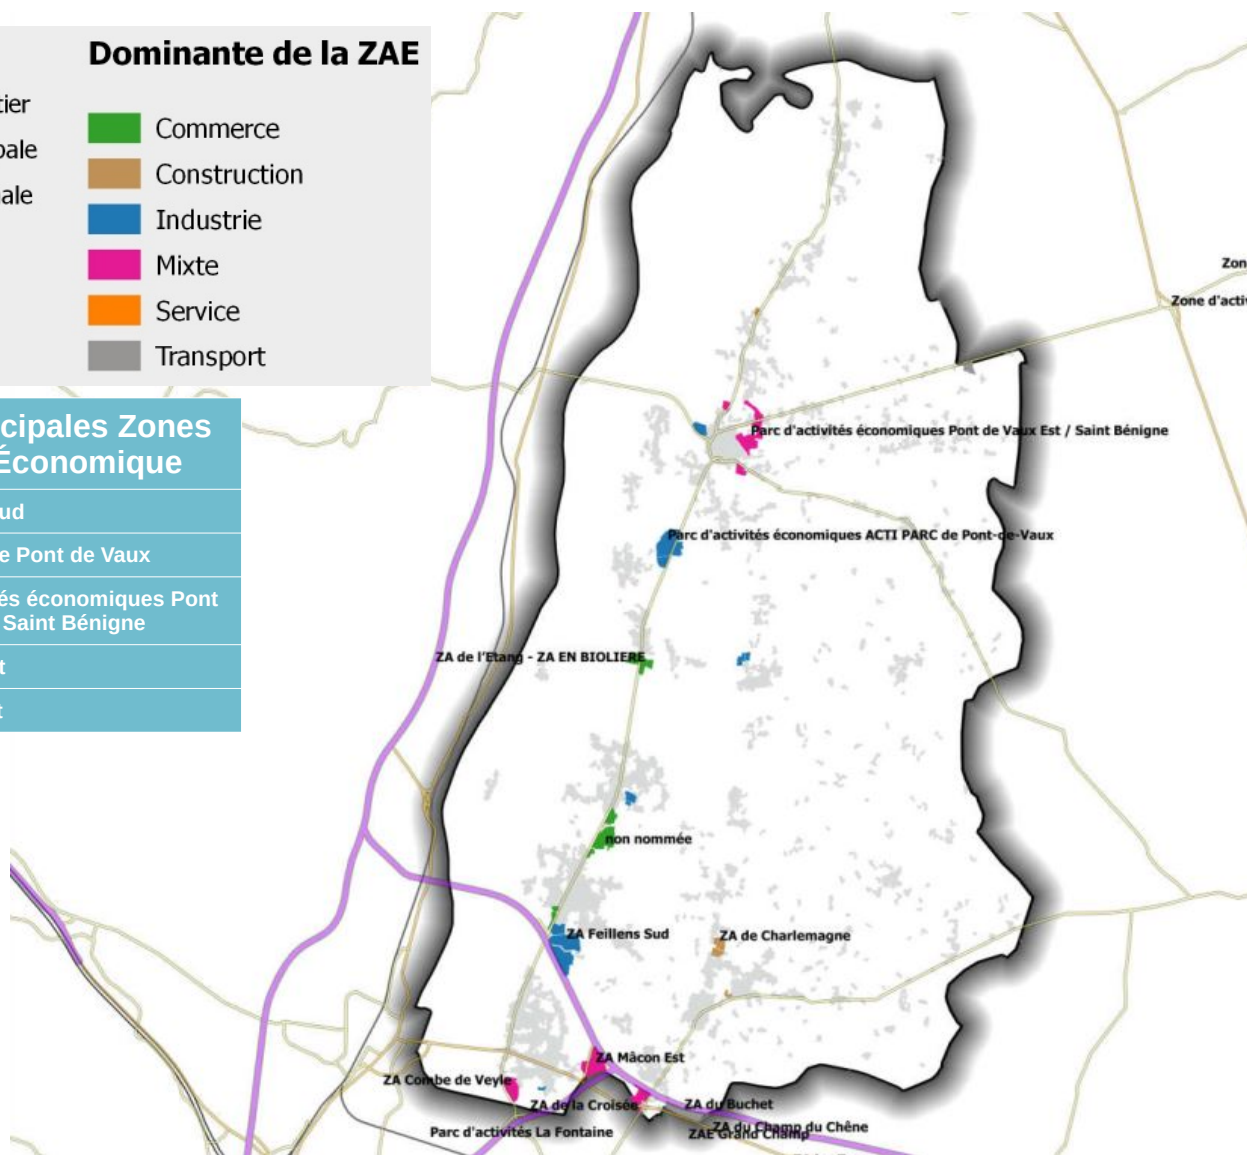 Dominante de la ZAE
tier
pale
ale
Commerce
Construction
Industrie
Mixte
Service
Transport
cipales Zones
Économique
ud
e Pont de Vaux
és économiques Pont
Saint Bénigne
t
t
Zon
Zone d'activ
Parc d'activités économiques Pont de Vaux Est / Saint Bénigne
Parc d'activités économiques ACTI PARC de Pont-de-Vaux
ZA de l'Etang - ZA EN BIOLIERE
non nommée
ZA Feillens Sud
ZA de Charlemagne
ZA Mâcon Est
ZA Combe de Veyle
ZA de la Croisée
ZA du Buchet
ZA du Champ du Chêne
Parc d'activités La Fontaine
ZAE Grand Champ